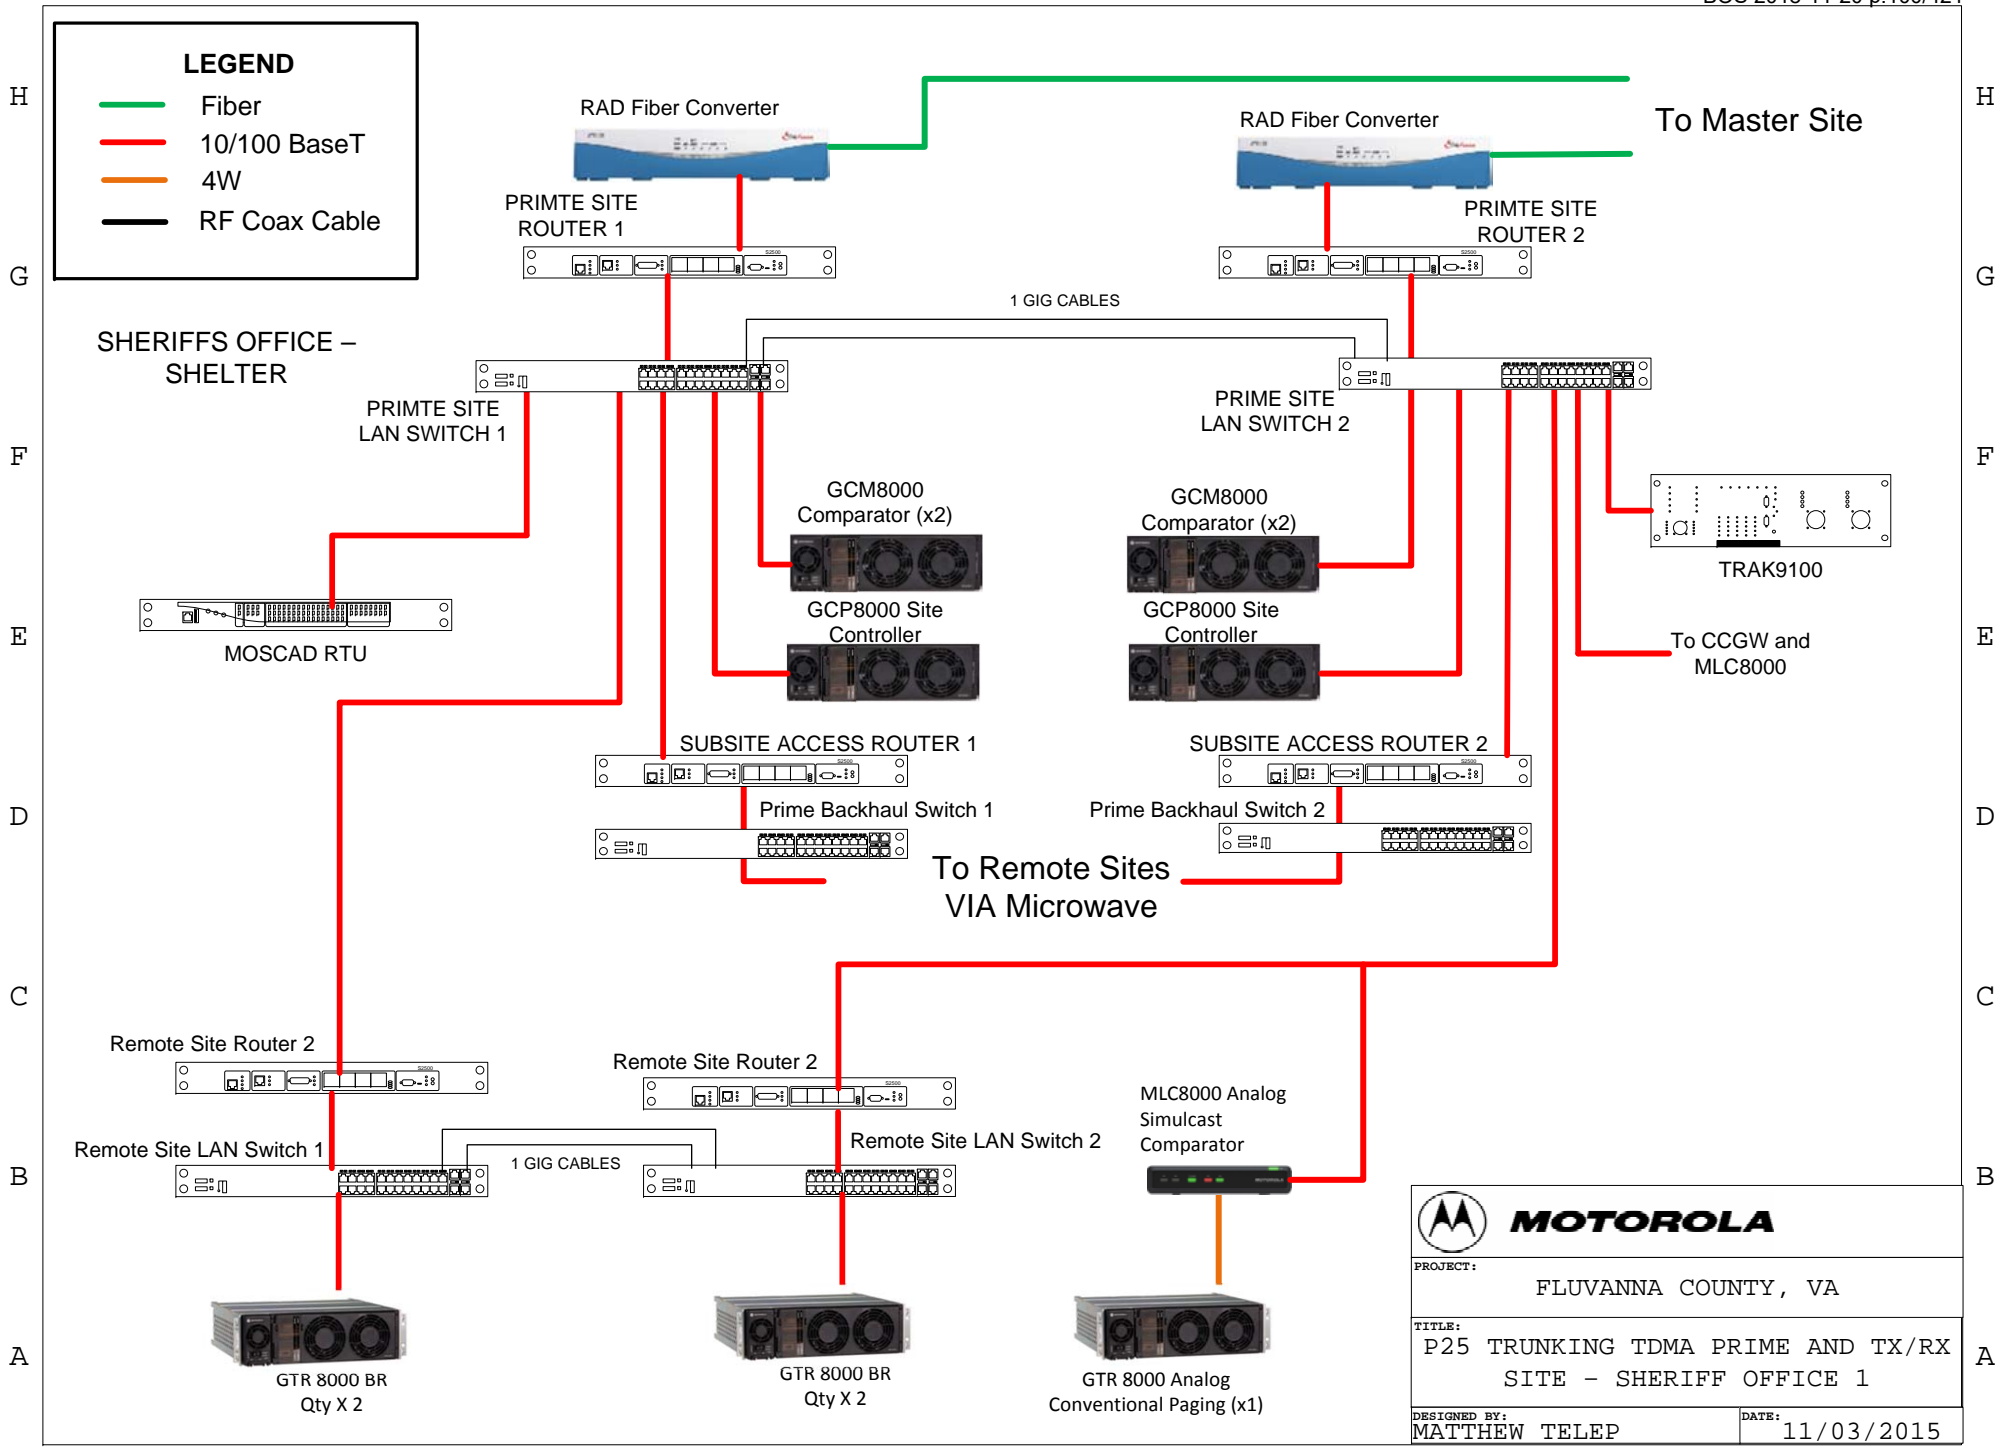 LEGEND
Fiber
10/100 BaseT
4W
RF Coax Cable
H
H
RAD Fiber Converter
RAD Fiber Converter
To Master Site
PRIMTE SITE
ROUTER 1
PRIMTE SITE
ROUTER 2
S2500
S2500
G
G
1 GIG CABLES
SHERIFFS OFFICE –
SHELTER
PRIMTE SITE
LAN SWITCH 1
PRIME SITE
LAN SWITCH 2
F
F
GCM8000
Comparator (x2)
GCM8000
Comparator (x2)
TRAK9100
GCP8000 Site
Controller
GCP8000 Site
Controller
E
E
MOSCAD RTU
To CCGW and
MLC8000
SUBSITE ACCESS ROUTER 1
SUBSITE ACCESS ROUTER 2
S2500
S2500
D
D
Prime Backhaul Switch 1
Prime Backhaul Switch 2
To Remote Sites
VIA Microwave
C
C
Remote Site Router 2
Remote Site Router 2
S2500
S2500
MLC8000 Analog
Simulcast
Comparator
Remote Site LAN Switch 1
1 GIG CABLES
Remote Site LAN Switch 2
B
B
MOTOROLA
MOTOROLA
PROJECT:
FLUVANNA COUNTY, VA
TITLE:
P25 TRUNKING TDMA PRIME AND TX/RX
SITE – SHERIFF OFFICE 1
A
A
GTR 8000 BR
Qty X 2
GTR 8000 BR
Qty X 2
GTR 8000 Analog
Conventional Paging (x1)
DESIGNED BY:
MATTHEW TELEP
DATE:
11/03/2015